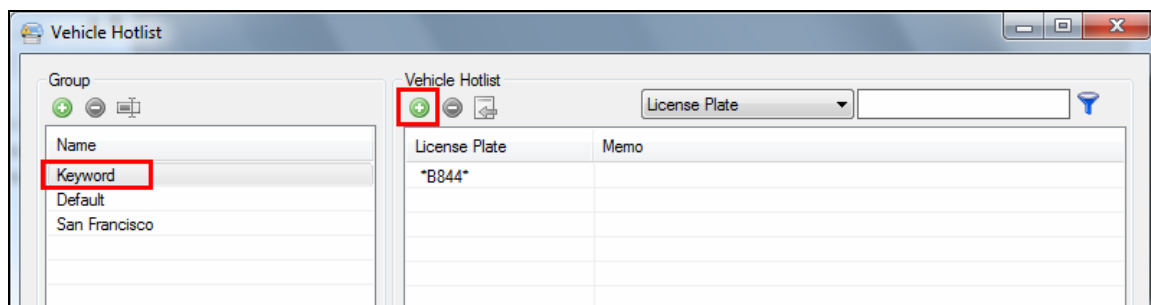 Vehicle Hotlist
Group
Vehicle Hotlist
License Plate
Name
License Plate Memo
Keyword
*B844*
Default
San Francisco